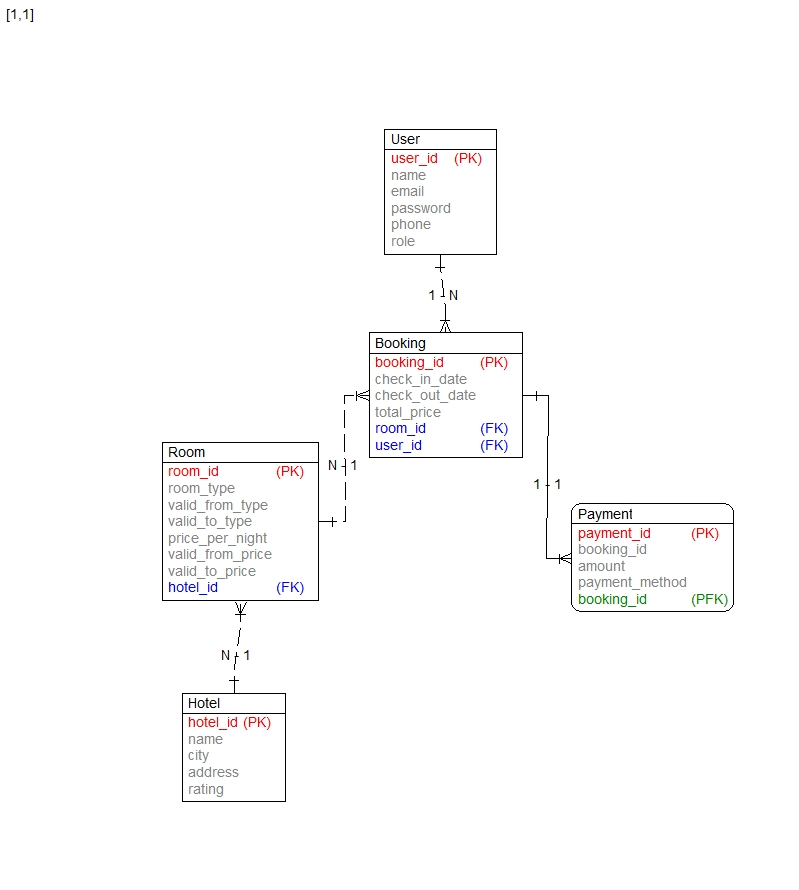 [1,1]
User
user_id (PK)
name
email
password
phone
role
1 - N
Booking
booking_id (PK)
check_in_date
check_out_date
total_price
room_id (FK)
user_id (FK)
N - 1
Room
room_id (PK)
room_type
valid_from_type
valid_to_type
price_per_night
valid_from_price
valid_to_price
hotel_id (FK)
1 - 1
Payment
payment_id (PK)
booking_id
amount
payment_method
booking_id (PFK)
N - 1
Hotel
hotel_id (PK)
name
city
address
rating